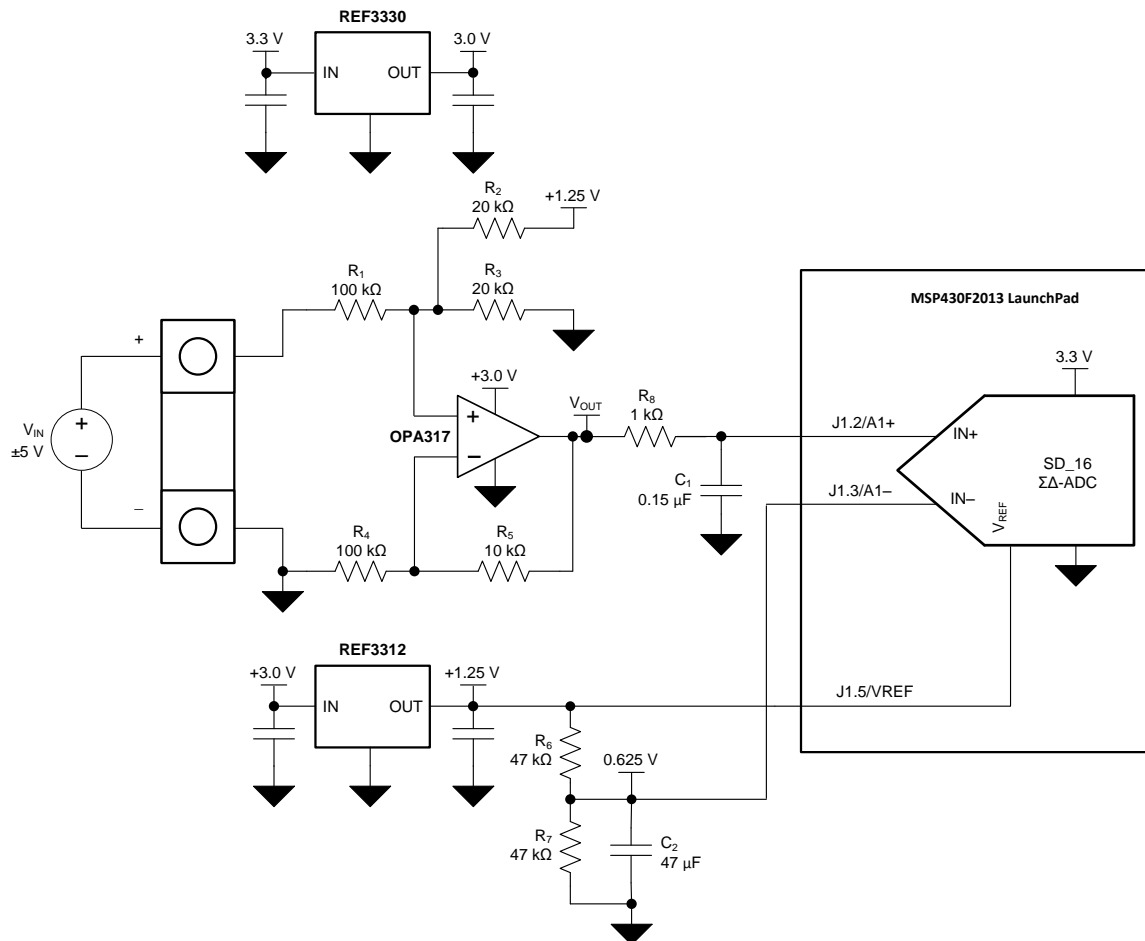 REF3330
3.3 V
3.0 V
IN
OUT
R2
20 kΩ
+1.25 V
R1
100 kΩ
R3
20 kΩ
MSP430F2013 LaunchPad
+
+3.0 V
3.3 V
VIN
±5 V
+
−
OPA317
+
−
VOUT
R8
1 kΩ
J1.2/A1+
IN+
SD_16
ΣΔ-ADC
C1
0.15 µF
J1.3/A1−
IN−
VREF
−
R4
100 kΩ
R5
10 kΩ
REF3312
+3.0 V
+1.25 V
IN
OUT
J1.5/VREF
R6
47 kΩ
0.625 V
R7
47 kΩ
C2
47 µF